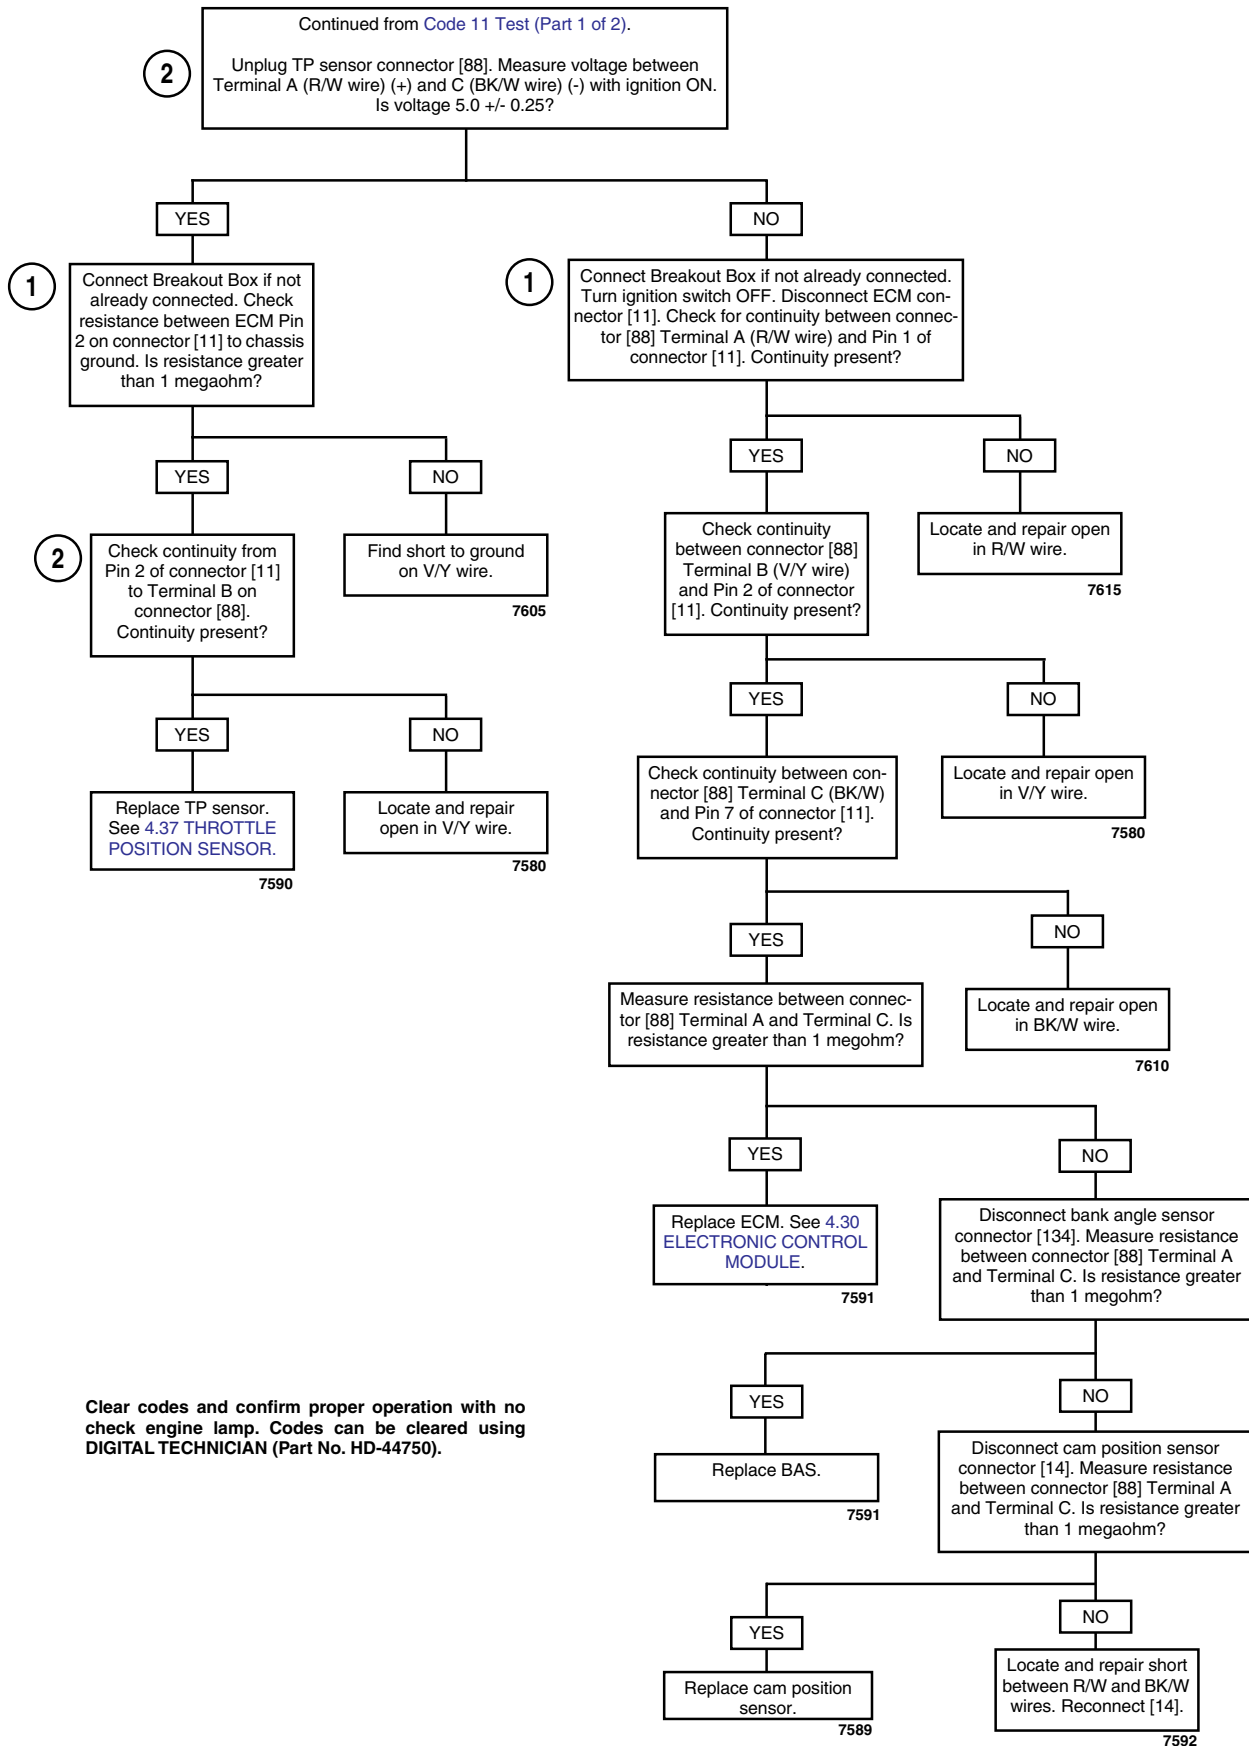 Continued from Code 11 Test (Part 1 of 2).
2
Unplug TP sensor connector [88]. Measure voltage between
Terminal A (R/W wire) (+) and C (BK/W wire) (-) with ignition ON.
Is voltage 5.0 +/- 0.25?
YES
NO
1
Connect Breakout Box if not
already connected. Check
resistance between ECM Pin
2 on connector [11] to chassis
ground. Is resistance greater
than 1 megaohm?
1
Connect Breakout Box if not already connected.
Turn ignition switch OFF. Disconnect ECM con-
nector [11]. Check for continuity between connec-
tor [88] Terminal A (R/W wire) and Pin 1 of
connector [11]. Continuity present?
YES
NO
YES
NO
2
Check continuity from
Pin 2 of connector [11]
to Terminal B on
connector [88].
Continuity present?
Find short to ground
on V/Y wire.
7605
Check continuity
between connector [88]
Terminal B (V/Y wire)
and Pin 2 of connector
[11]. Continuity present?
Locate and repair open
in R/W wire.
7615
YES
NO
YES
NO
Replace TP sensor.
See 4.37 THROTTLE
POSITION SENSOR.
7590
Locate and repair
open in V/Y wire.
7580
Check continuity between con-
nector [88] Terminal C (BK/W)
and Pin 7 of connector [11].
Continuity present?
Locate and repair open
in V/Y wire.
7580
YES
NO
Measure resistance between connec-
tor [88] Terminal A and Terminal C. Is
resistance greater than 1 megohm?
Locate and repair open
in BK/W wire.
7610
YES
NO
Replace ECM. See 4.30
ELECTRONIC CONTROL
MODULE.
7591
Disconnect bank angle sensor
connector [134]. Measure resistance
between connector [88] Terminal A
and Terminal C. Is resistance greater
than 1 megohm?
YES
NO
Clear codes and confirm proper operation with no
check engine lamp. Codes can be cleared using
DIGITAL TECHNICIAN (Part No. HD-44750).
Replace BAS.
7591
Disconnect cam position sensor
connector [14]. Measure resistance
between connector [88] Terminal A
and Terminal C. Is resistance greater
than 1 megaohm?
YES
NO
Replace cam position
sensor.
7589
Locate and repair short
between R/W and BK/W
wires. Reconnect [14].
7592